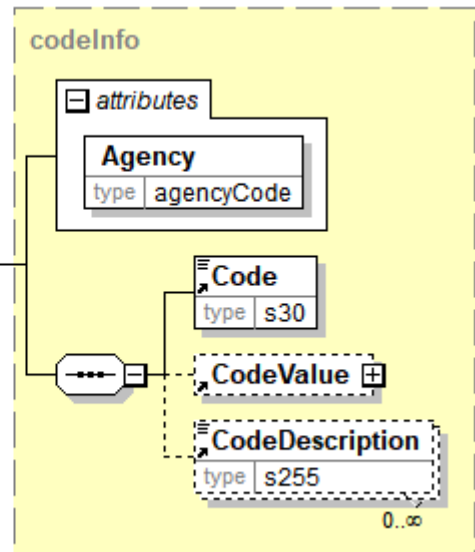 codeInfo
attributes
Agency
type agencyCode
Code
type s30
CodeValue
CodeDescription
type s255
0..∞